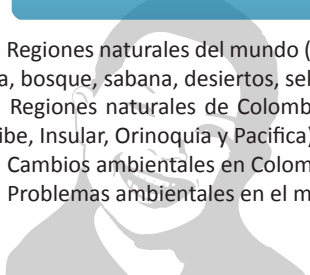 Regiones naturales del mundo (
a, bosque, sabana, desiertos, sel
Regiones naturales de Colomb
ibe, Insular, Orinoquia y Pacifica)
Cambios ambientales en Colom
Problemas ambientales en el m